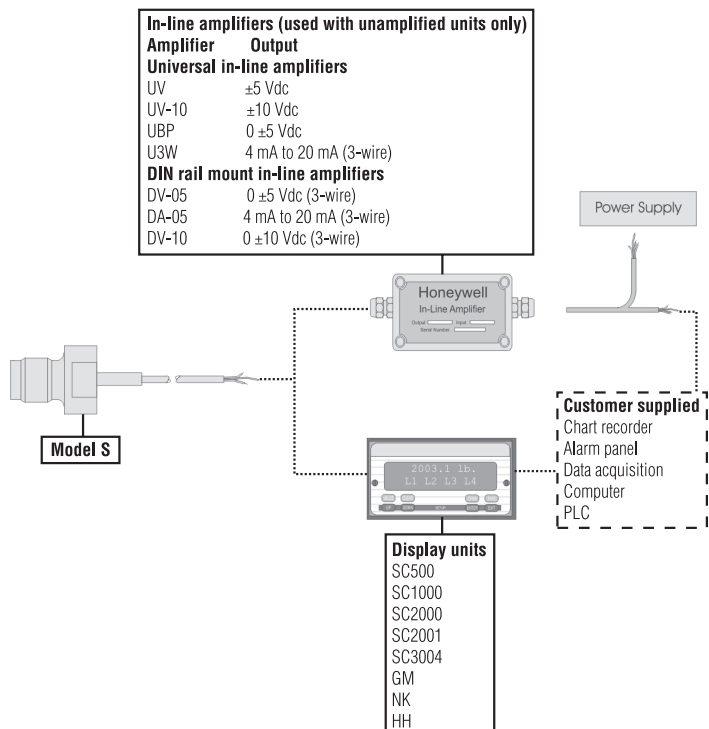 In-line amplifiers (used with unamplified units only)
Amplifier Output
Universal in-line amplifiers
UV ±5 Vdc
UV-10 ±10 Vdc
UBP 0 ±5 Vdc
U3W 4 mA to 20 mA (3-wire)
DIN rail mount in-line amplifiers
DV-05 0 ±5 Vdc (3-wire)
DA-05 4 mA to 20 mA (3-wire)
DV-10 0 ±10 Vdc (3-wire)
Power Supply
Honeywell
In-Line Amplifier
Output Input
Serial Number
Model S
2003.1 lb.
L1 L2 L3 L4
SETUP
Customer supplied
Chart recorder
Alarm panel
Data acquisition
Computer
PLC
Display units
SC500
SC1000
SC2000
SC2001
SC3004
GM
NK
HH